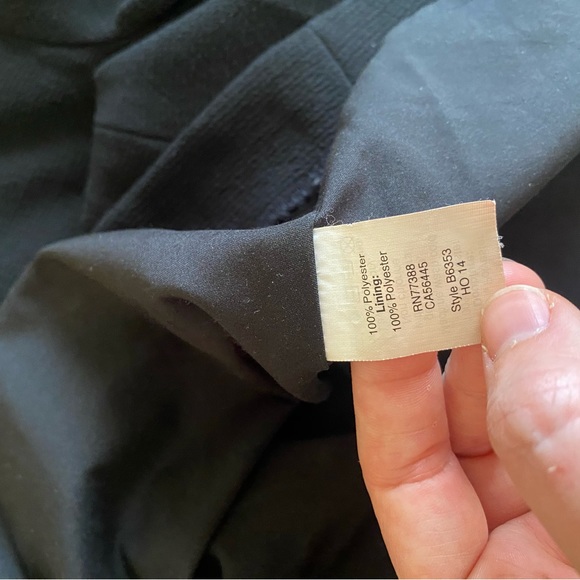 100% Polyester
Lining:
100% Polyester
RN77388
CA56445
Style B6353
HO 14